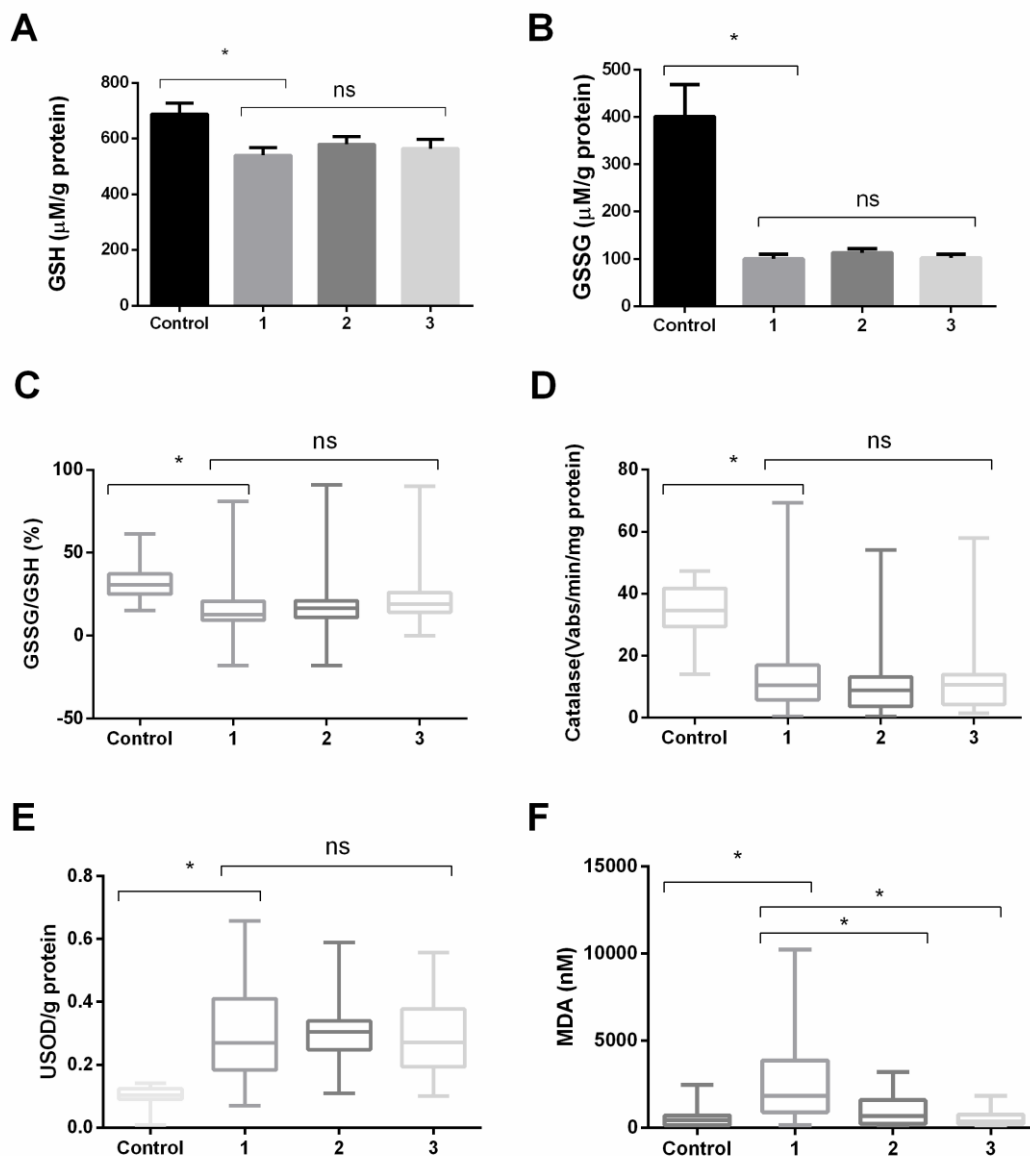 A
*
ns
GSH (μM/g protein)
800
600
400
200
0
Control 1 2 3
B
*
ns
GSSG (μM/g protein)
500
400
300
200
100
0
Control 1 2 3
C
*
ns
GSSG/GSH (%)
100
50
0
-50
Control 1 2 3
D
*
ns
Catalase(Vabs/min/mg protein)
80
60
40
20
0
Control 1 2 3
E
*
ns
USOD/g protein
0.8
0.6
0.4
0.2
0.0
Control 1 2 3
F
*
*
*
MDA (nM)
15000
10000
5000
0
Control 1 2 3